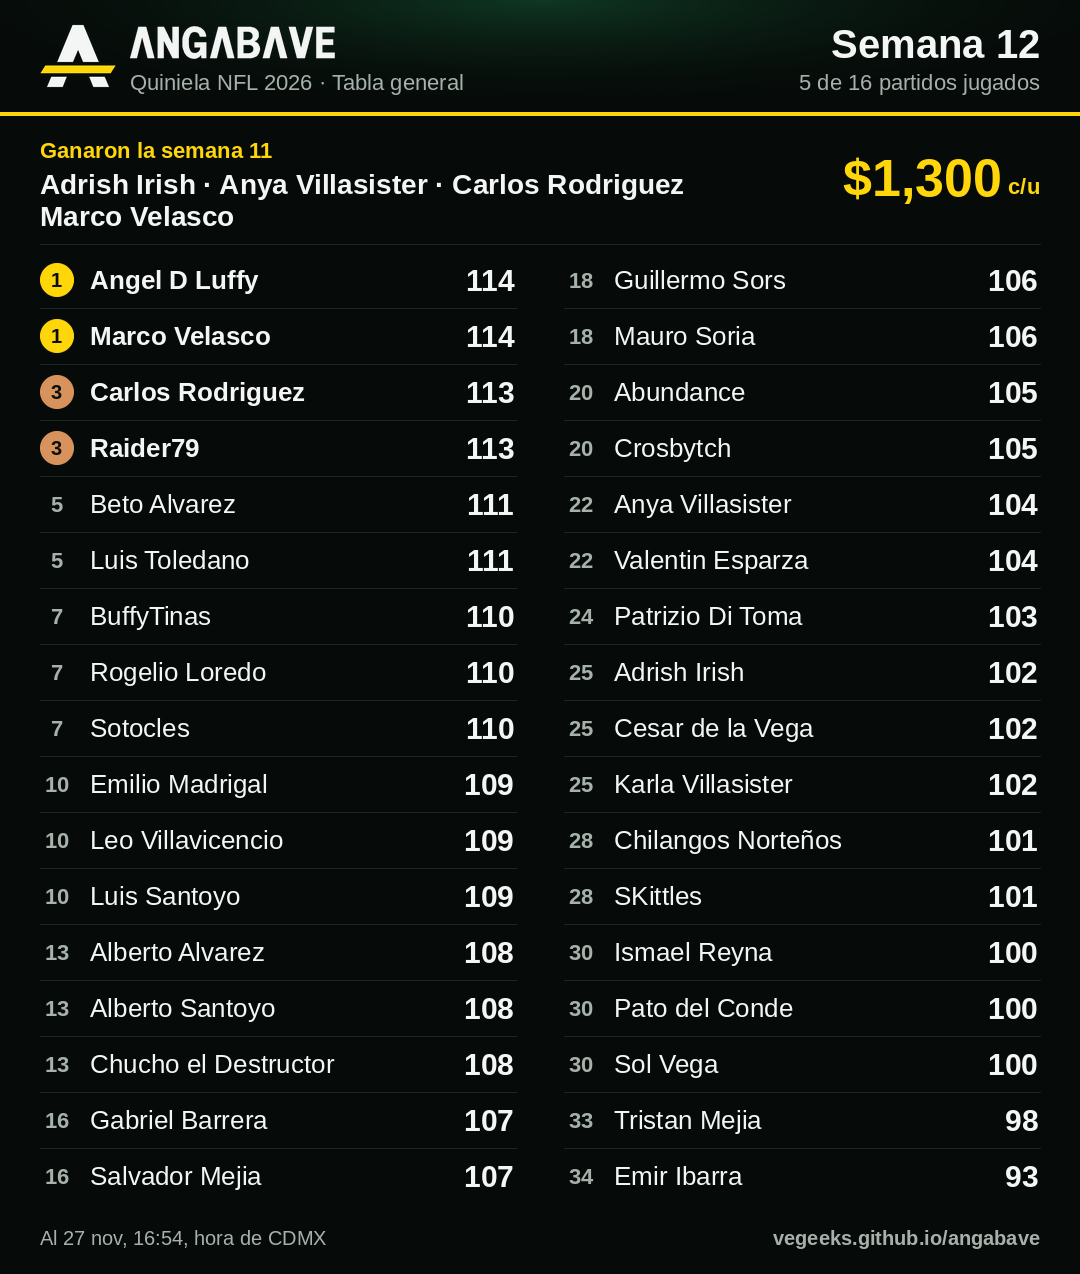 ANGABAVE
Quiniela NFL 2026 · Tabla general
Semana 12
5 de 16 partidos jugados
Ganaron la semana 11
Adrish Irish · Anya Villasister · Carlos Rodriguez
Marco Velasco
$1,300 c/u
1 Angel D Luffy 114
1 Marco Velasco 114
3 Carlos Rodriguez 113
3 Raider79 113
5 Beto Alvarez 111
5 Luis Toledano 111
7 BuffyTinas 110
7 Rogelio Loredo 110
7 Sotocles 110
10 Emilio Madrigal 109
10 Leo Villavicencio 109
10 Luis Santoyo 109
13 Alberto Alvarez 108
13 Alberto Santoyo 108
13 Chucho el Destructor 108
16 Gabriel Barrera 107
16 Salvador Mejia 107
18 Guillermo Sors 106
18 Mauro Soria 106
20 Abundance 105
20 Crosbytch 105
22 Anya Villasister 104
22 Valentin Esparza 104
24 Patrizio Di Toma 103
25 Adrish Irish 102
25 Cesar de la Vega 102
25 Karla Villasister 102
28 Chilangos Norteños 101
28 SKittles 101
30 Ismael Reyna 100
30 Pato del Conde 100
30 Sol Vega 100
33 Tristan Mejia 98
34 Emir Ibarra 93
Al 27 nov, 16:54, hora de CDMX
vegeeks.github.io/angabave